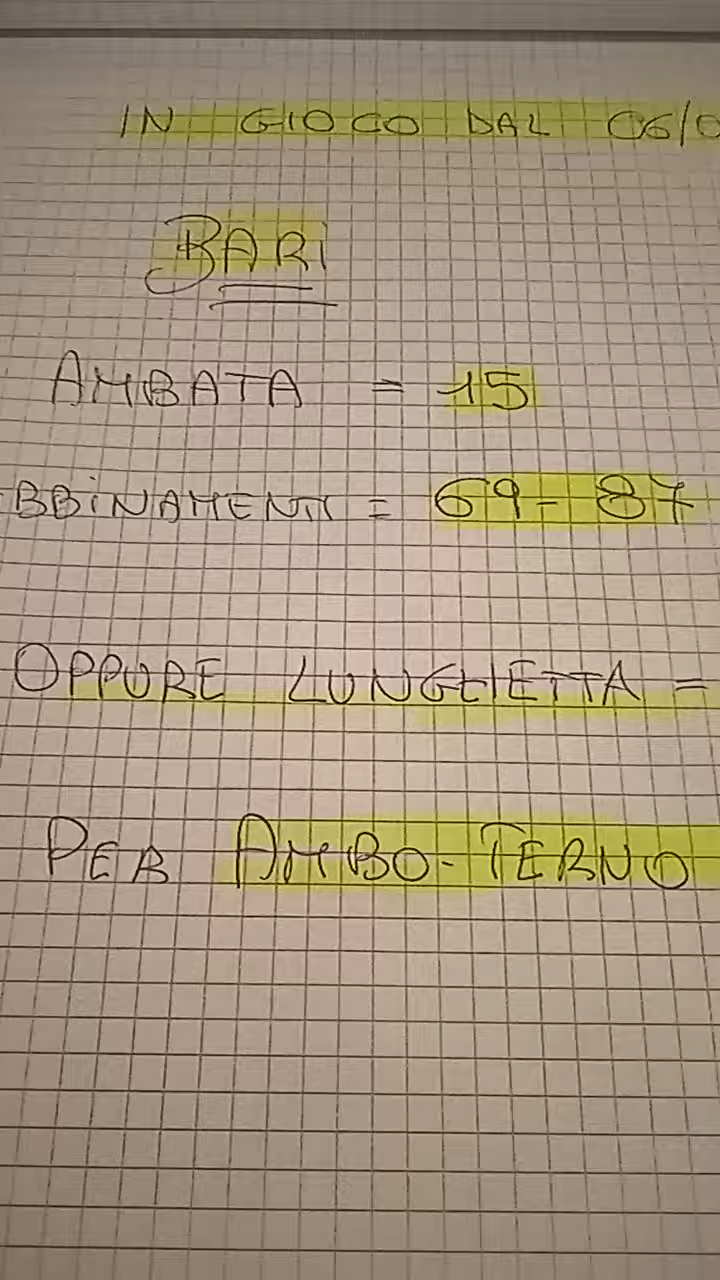 IN GIOCO DAL 06/0
BARI
AMBATA = 15
BBINAMENTI = 69 - 87
OPPURE LUNGHETTA =
PER AMBO - TERNO